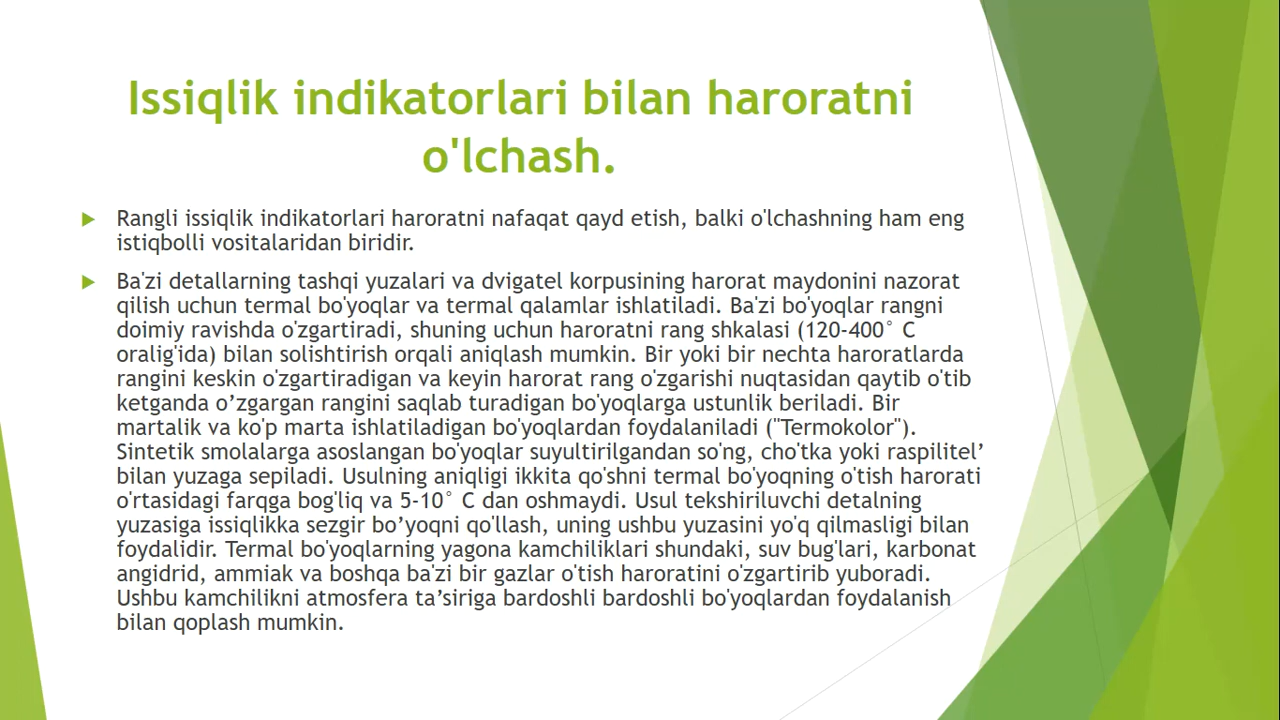 Issiqlik indikatorlari bilan haroratni
o'lchash.
Rangli issiqlik indikatorlari haroratni nafaqat qayd etish, balki o'lchashning ham eng
istiqbolli vositalaridan biridir.
Ba'zi detallarning tashqi yuzalari va dvigatel korpusining harorat maydonini nazorat
qilish uchun termal bo'yoqlar va termal qalamlar ishlatiladi. Ba'zi bo'yoqlar rangni
doimiy ravishda o'zgartiradi, shuning uchun haroratni rang shkalasi (120-400° C
oralig'ida) bilan solishtirish orqali aniqlash mumkin. Bir yoki bir nechta haroratlarda
rangini keskin o'zgartiradigan va keyin harorat rang o'zgarishi nuqtasidan qaytib o'tib
ketganda o’zgargan rangini saqlab turadigan bo'yoqlarga ustunlik beriladi. Bir
martalik va ko'p marta ishlatiladigan bo'yoqlardan foydalaniladi ("Termokolor").
Sintetik smolalarga asoslangan bo'yoqlar suyultirilgandan so'ng, cho'tka yoki raspilitel’
bilan yuzaga sepiladi. Usulning aniqligi ikkita qo'shni termal bo'yoqning o'tish harorati
o'rtasidagi farqga bog'liq va 5-10° C dan oshmaydi. Usul tekshiriluvchi detalning
yuzasiga issiqlikka sezgir bo’yoqni qo'llash, uning ushbu yuzasini yo'q qilmasligi bilan
foydalidir. Termal bo'yoqlarning yagona kamchiliklari shundaki, suv bug'lari, karbonat
angidrid, ammiak va boshqa ba'zi bir gazlar o'tish haroratini o'zgartirib yuboradi.
Ushbu kamchilikni atmosfera ta’siriga bardoshli bardoshli bo'yoqlardan foydalanish
bilan qoplash mumkin.